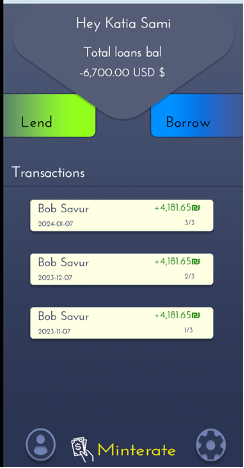 Hey Katia Sami
Total loans bal
-6,700.00 USD $
Lend
Borrow
Transactions
Bob Savur
+4,181.65₪
2024-01-07
3/3
Bob Savur
+4,181.65₪
2023-12-07
2/3
Bob Savur
+4,181.65₪
2023-11-07
1/3
Minterate